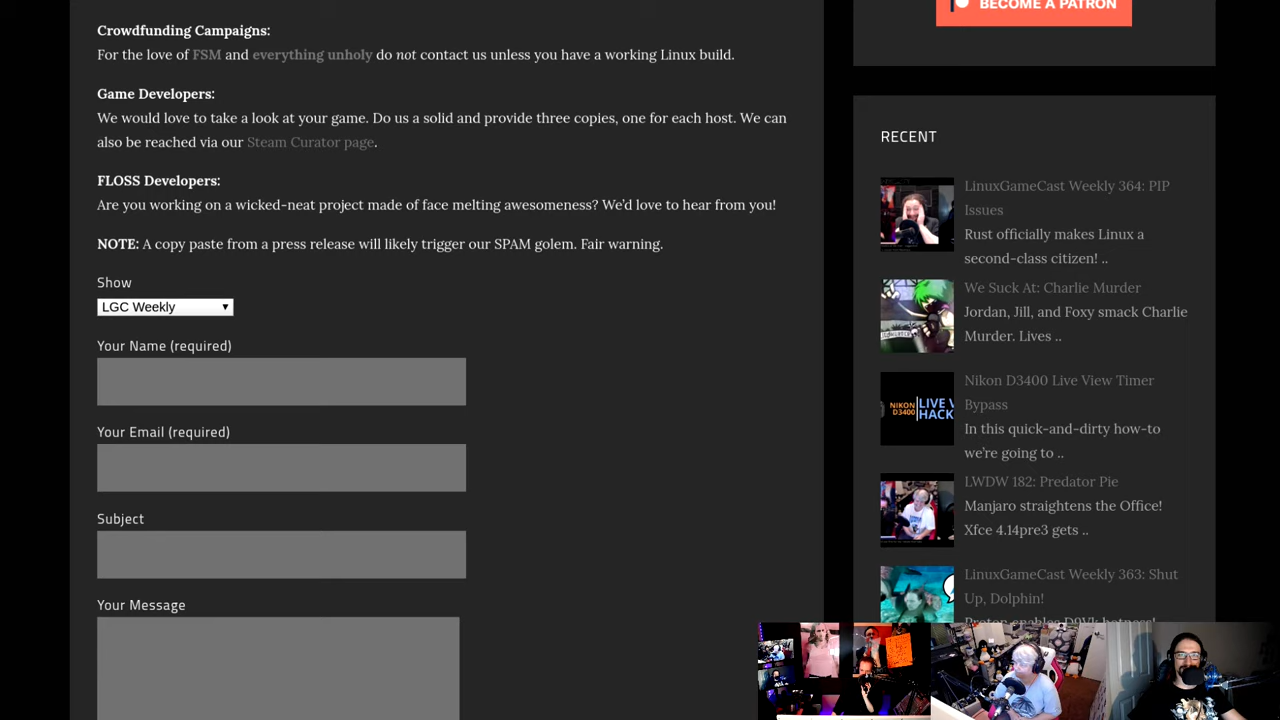 BECOME A PATRON
Crowdfunding Campaigns:
For the love of FSM and everything unholy do not contact us unless you have a working Linux build.
Game Developers:
We would love to take a look at your game. Do us a solid and provide three copies, one for each host. We can
also be reached via our Steam Curator page.
FLOSS Developers:
Are you working on a wicked-neat project made of face melting awesomeness? We'd love to hear from you!
NOTE: A copy paste from a press release will likely trigger our SPAM golem. Fair warning.
Show
LGC Weekly
Your Name (required)
Your Email (required)
Subject
Your Message
RECENT
LinuxGameCast Weekly 364: PIP
Issues
Rust officially makes Linux a
second-class citizen! ..
We Suck At: Charlie Murder
Jordan, Jill, and Foxy smack Charlie
Murder. Lives ..
NIKON
D3400
LIVE V
HACK
Nikon D3400 Live View Timer
Bypass
In this quick-and-dirty how-to
we're going to ..
LWDW 182: Predator Pie
Manjaro straightens the Office!
Xfce 4.14pre3 gets ..
LinuxGameCast Weekly 363: Shut
Up, Dolphin!
Proton enables D9VK hotness!